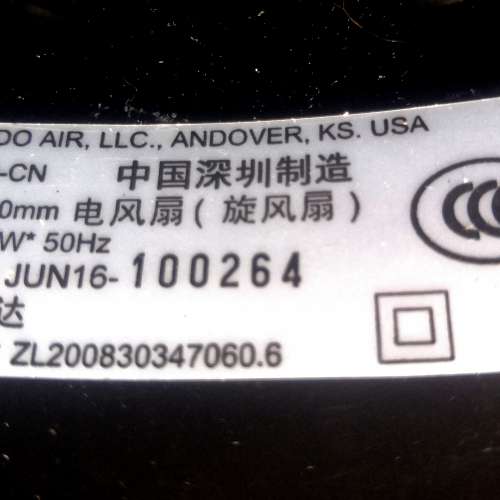 DO AIR, LLC., ANDOVER, KS. USA
-CN 中国深圳制造
0mm 电风扇（旋风扇）
W* 50Hz
JUN16-100264
达
ZL200830347060.6